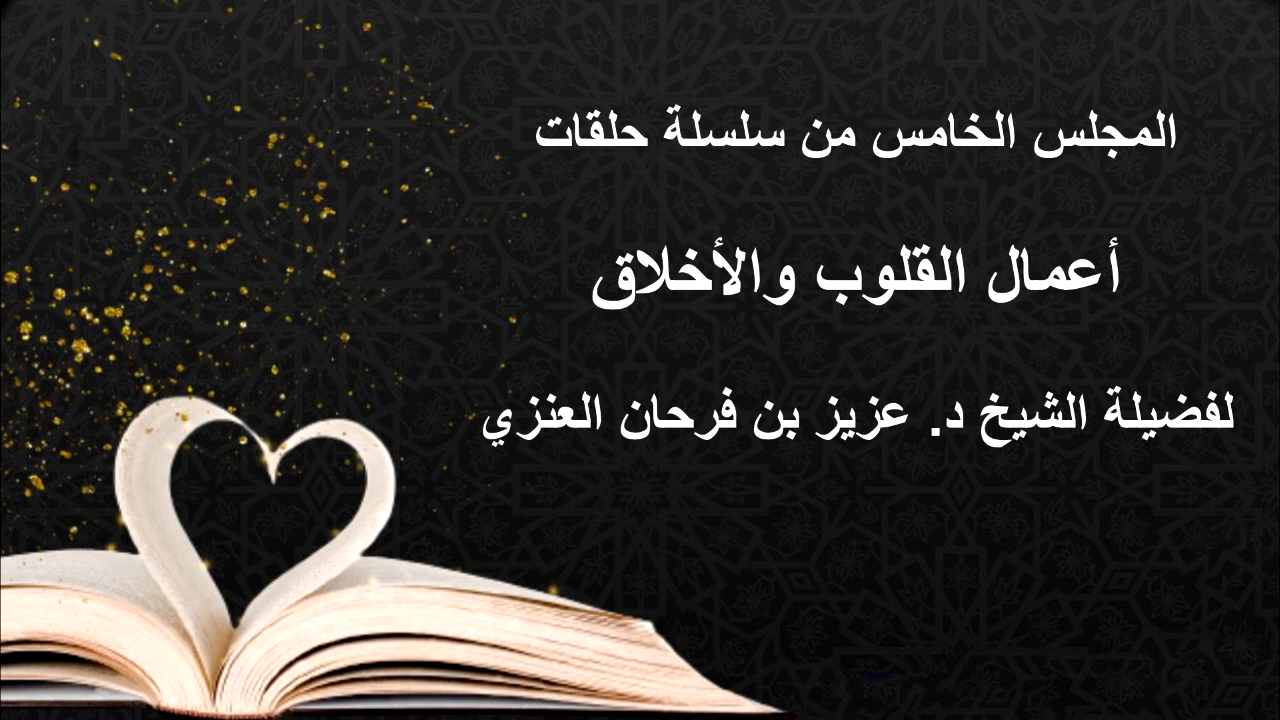 المجلس الخامس من سلسلة حلقات
أعمال القلوب والأخلاق
لفضيلة الشيخ د. عزيز بن فرحان العنزي